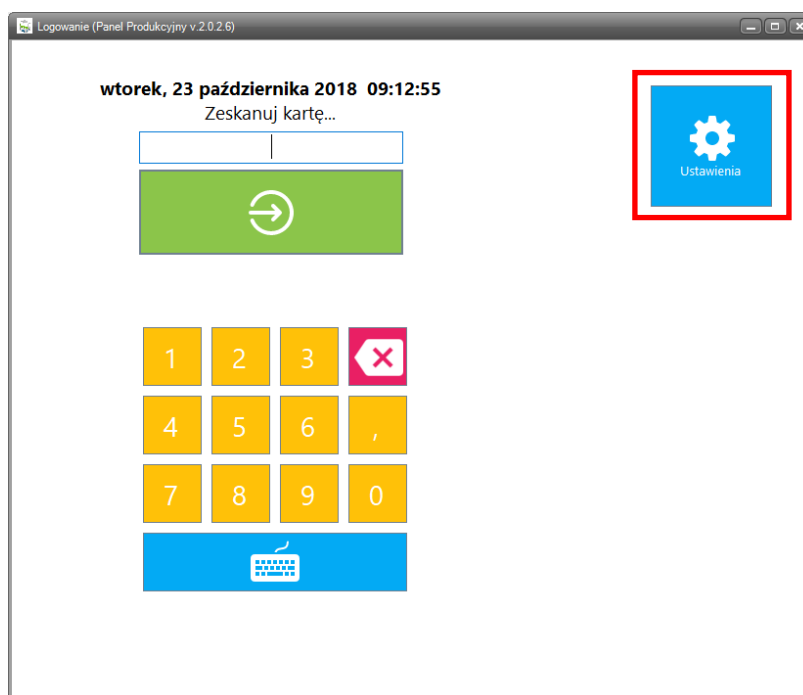 Logowanie (Panel Produkcyjny v.2.0.2.6)
wtorek, 23 października 2018 09:12:55
Zeskanuj kartę...
Ustawienia
1 2 3
4 5 6 ,
7 8 9 0